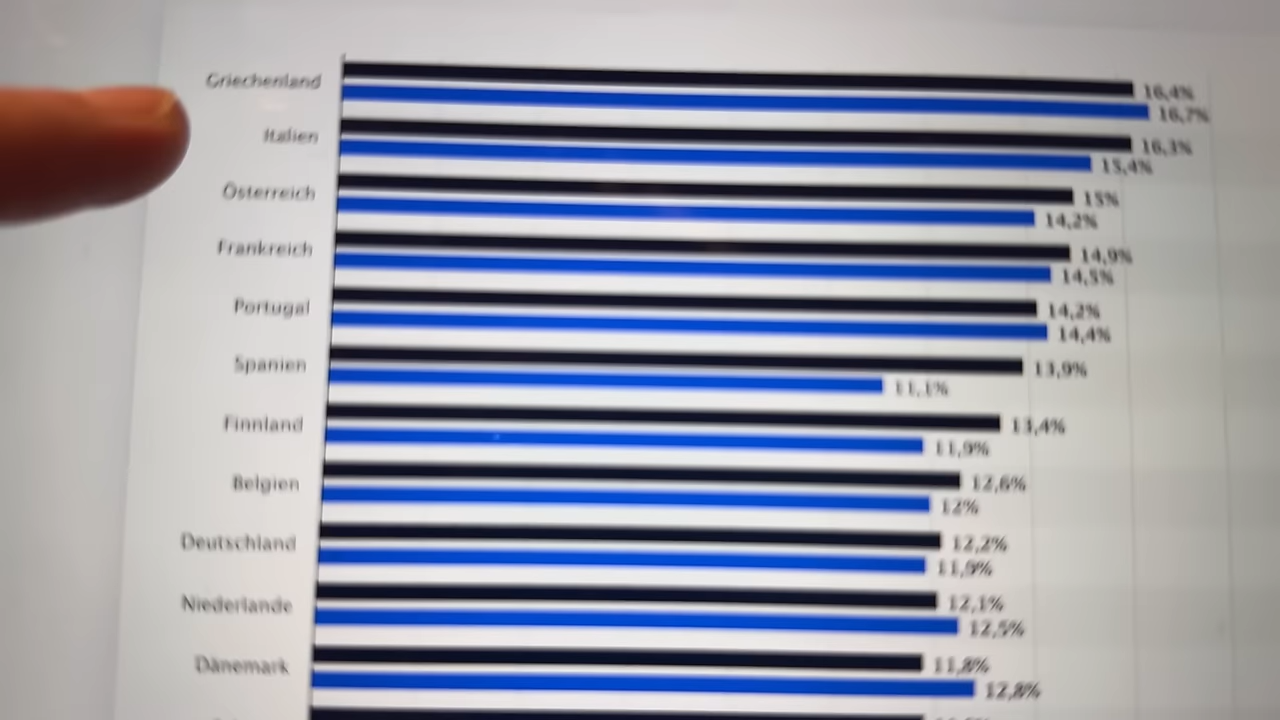 Griechenland 16,4%
16,7%
Italien 16,3%
15,4%
Österreich 15%
14,2%
Frankreich 14,9%
14,5%
Portugal 14,2%
14,4%
Spanien 13,9%
11,1%
Finnland 13,4%
11,9%
Belgien 12,6%
12%
Deutschland 12,2%
11,9%
Niederlande 12,1%
12,5%
Dänemark 11,8%
12,8%